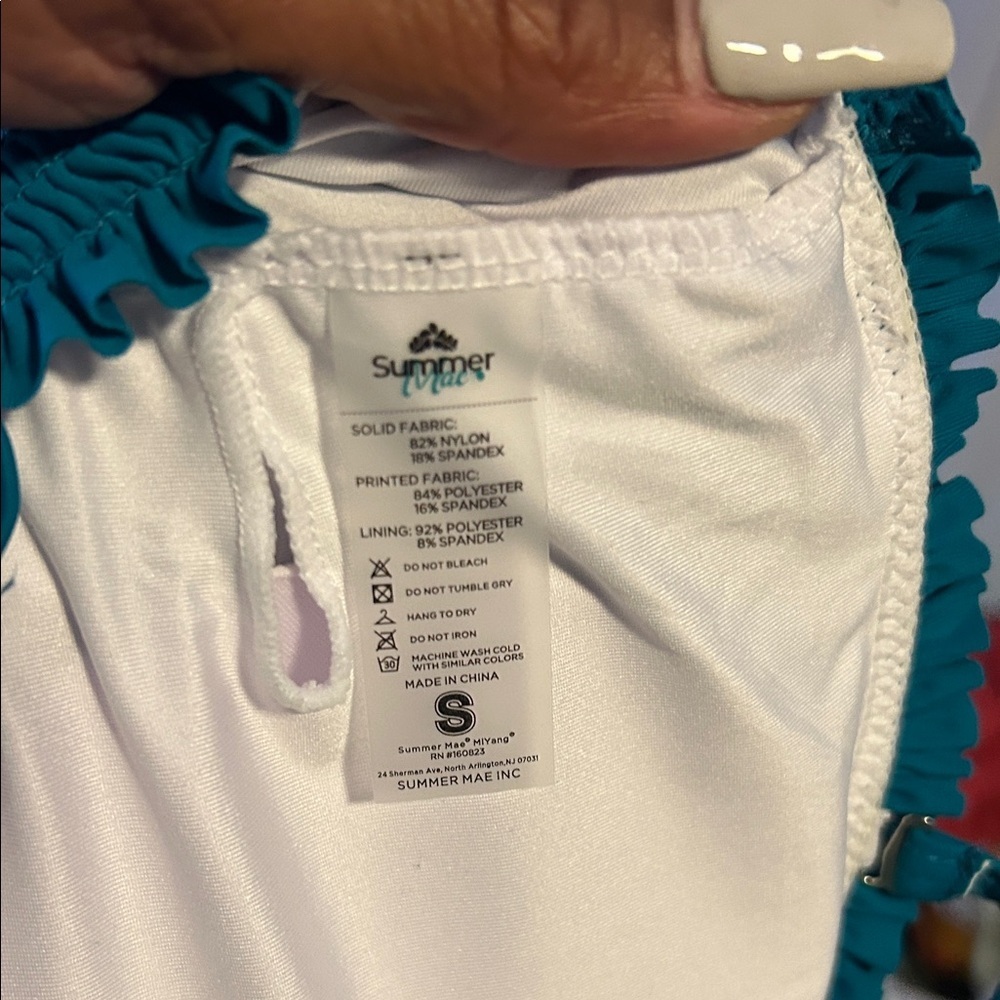 Summer
Mae
SOLID FABRIC:
82% NYLON
18% SPANDEX
PRINTED FABRIC:
84% POLYESTER
16% SPANDEX
LINING: 92% POLYESTER
8% SPANDEX
DO NOT BLEACH
DO NOT TUMBLE GRY
HANG TO DRY
DO NOT IRON
30
MACHINE WASH COLD
WITH SIMILAR COLORS
MADE IN CHINA
S
Summer Mae® MIYang®
RN #160823
24 Sherman Ave, North Arlington,NJ 07031
SUMMER MAE INC